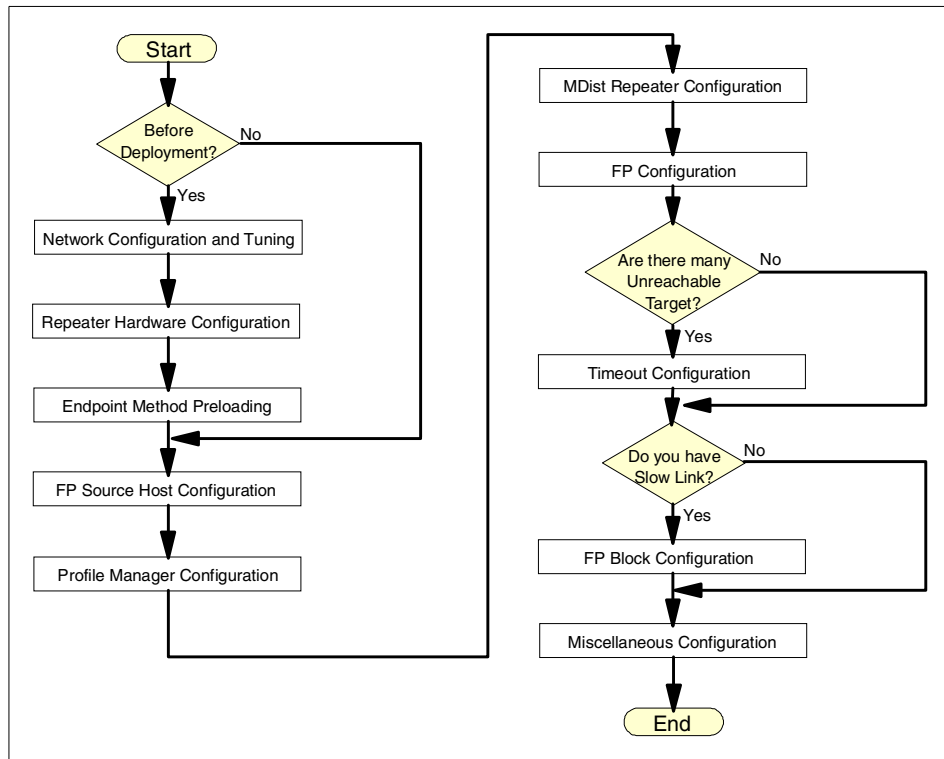 Start
Before
Deployment?
No
Yes
Network Configuration and Tuning
Repeater Hardware Configuration
Endpoint Method Preloading
FP Source Host Configuration
Profile Manager Configuration
MDist Repeater Configuration
FP Configuration
Are there many
Unreachable
Target?
No
Yes
Timeout Configuration
Do you have
Slow Link?
No
Yes
FP Block Configuration
Miscellaneous Configuration
End